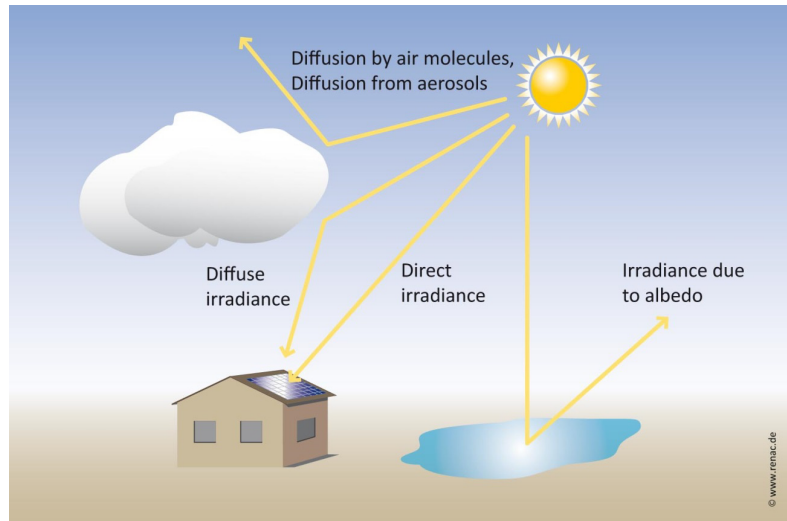 Diffusion by air molecules,
Diffusion from aerosols
Diffuse
irradiance
Direct
irradiance
Irradiance due
to albedo
© www.renac.de